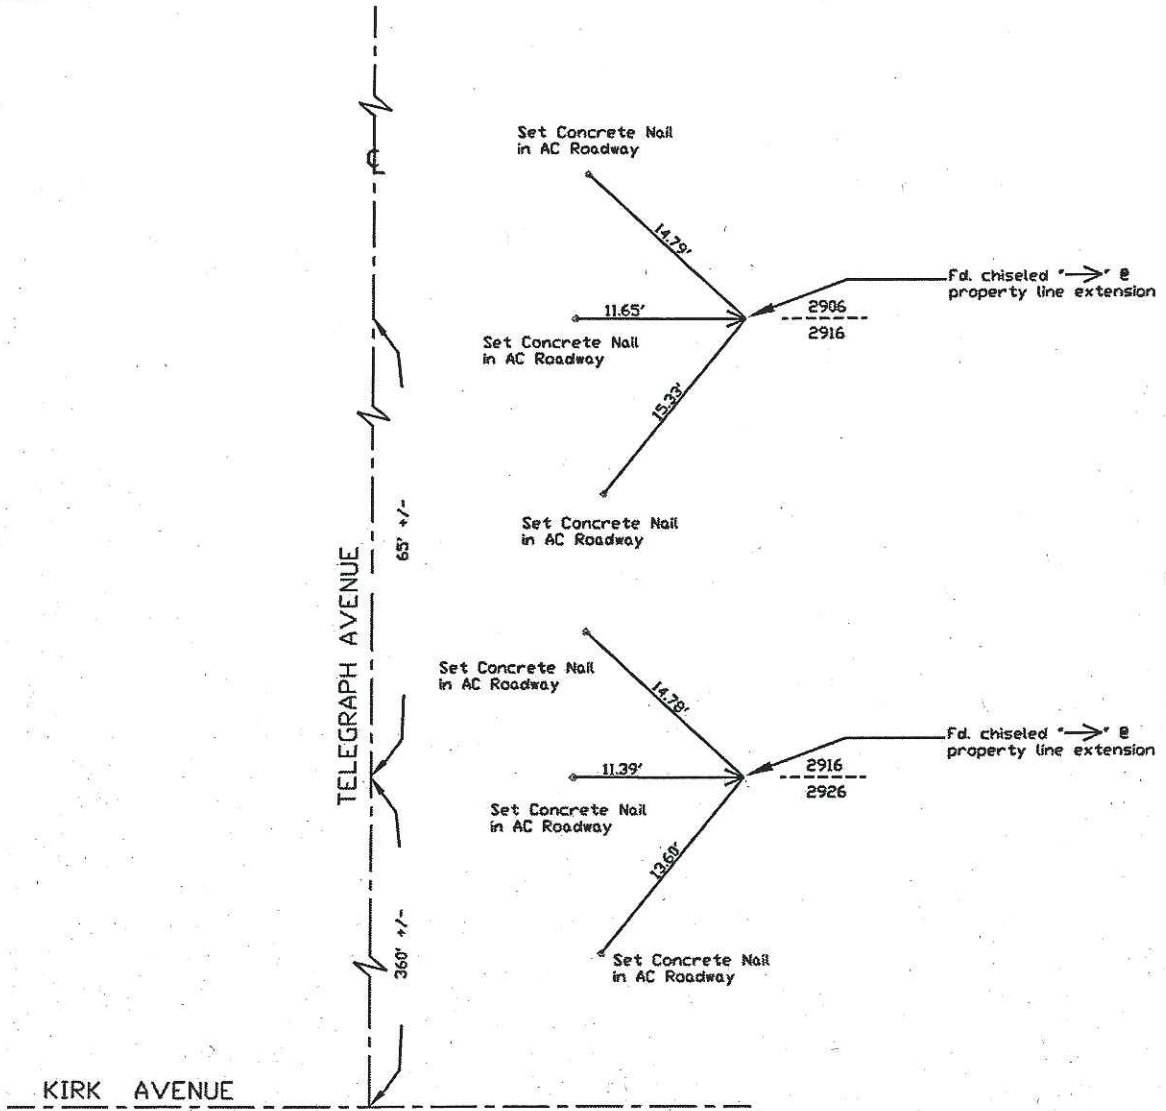 ℄
Set Concrete Nail
in AC Roadway
14.79'
Fd. chiseled "→" @
property line extension
11.65'
2906
2916
Set Concrete Nail
in AC Roadway
15.33'
65' +/-
Set Concrete Nail
in AC Roadway
TELEGRAPH AVENUE
Set Concrete Nail
in AC Roadway
14.78'
Fd. chiseled "→" @
property line extension
11.39'
2916
2926
Set Concrete Nail
in AC Roadway
13.60'
360' +/-
Set Concrete Nail
in AC Roadway
KIRK AVENUE